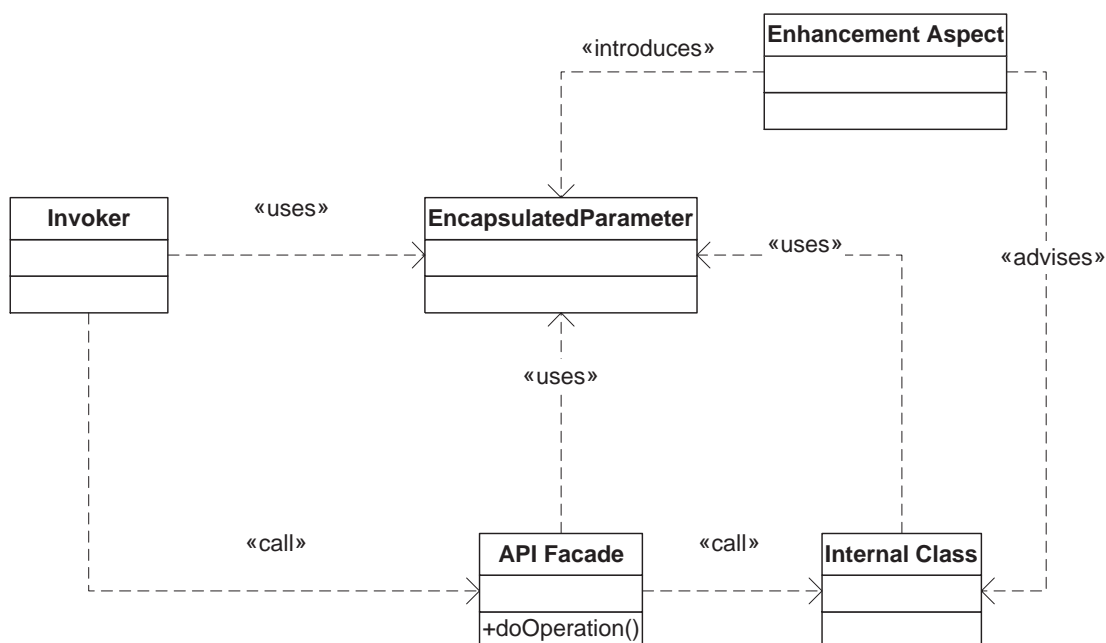 Enhancement Aspect
«introduces»
Invoker
«uses»
EncapsulatedParameter
«uses»
«advises»
«uses»
«call»
API Facade
«call»
Internal Class
+doOperation()